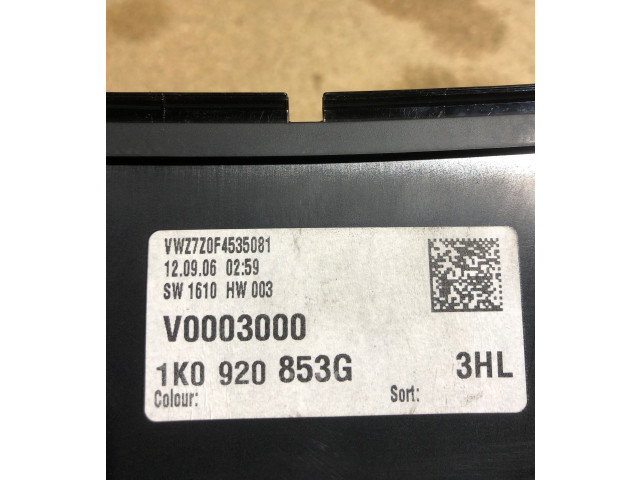 VWZ7Z0F4535081
12.09.06 02:59
SW 1610 HW 003
V0003000
1K0 920 853G 3HL
Colour: Sort: